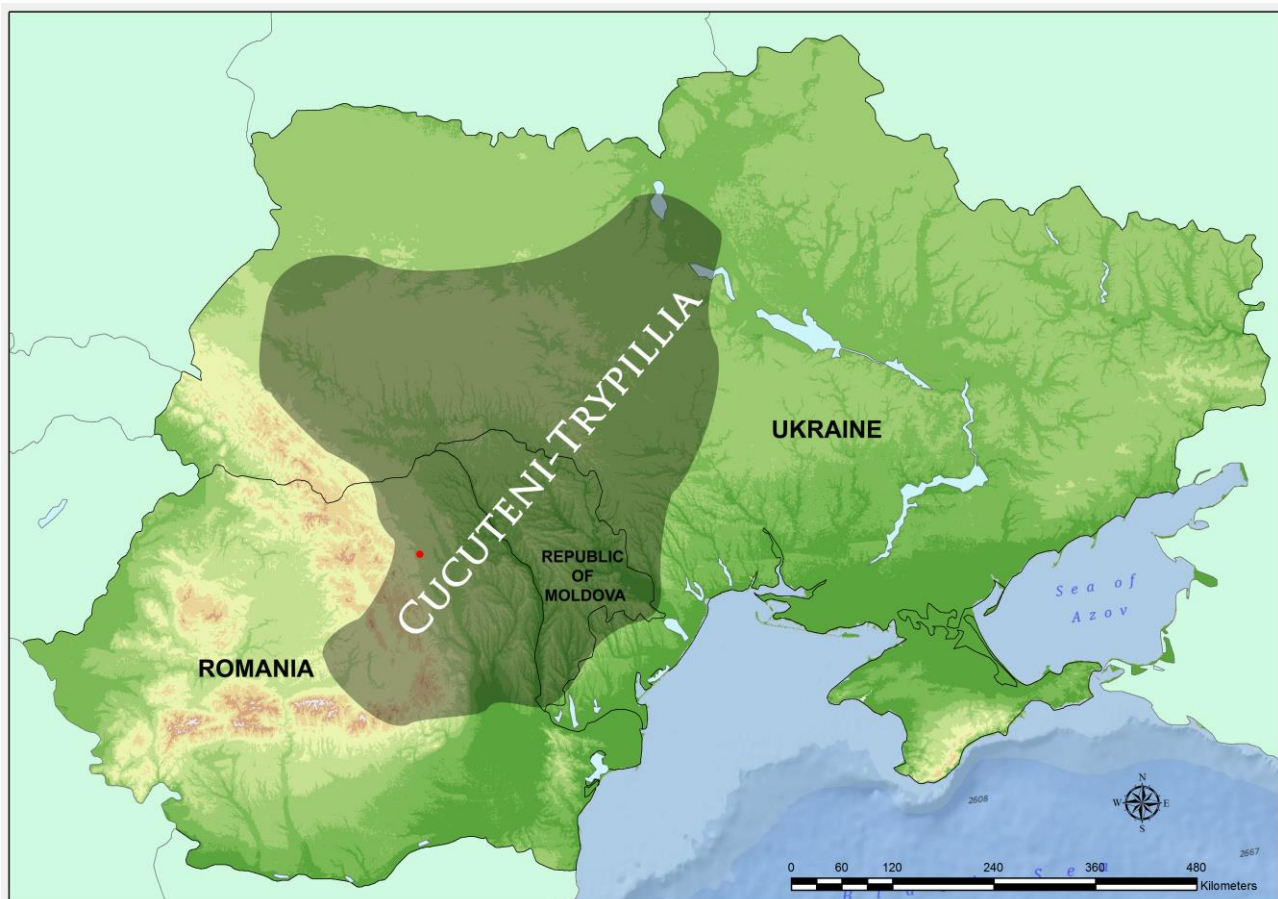 CUCUTENI-TRYPILLIA
UKRAINE
REPUBLIC
OF
MOLDOVA
ROMANIA
Sea of
Azov
N
W E
S
2608
2667
0 60 120 240 360 480
Kilometers